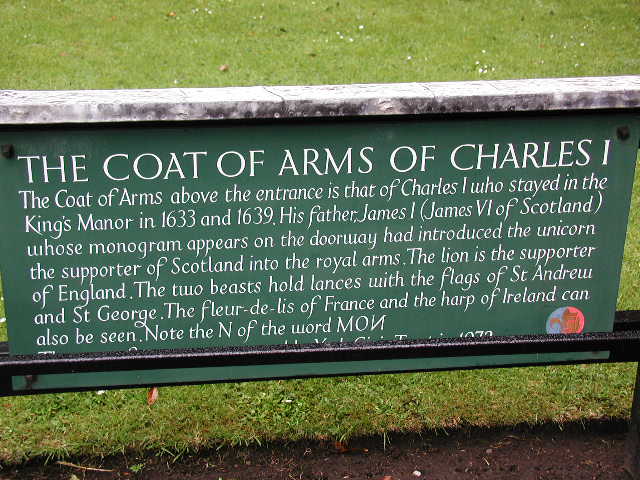 THE COAT OF ARMS OF CHARLES I
The Coat of Arms above the entrance is that of Charles I who stayed in the
King's Manor in 1633 and 1639. His father, James I (James VI of Scotland)
whose monogram appears on the doorway had introduced the unicorn
the supporter of Scotland into the royal arms. The lion is the supporter
of England. The two beasts hold lances with the flags of St Andrew
and St George. The fleur-de-lis of France and the harp of Ireland can
also be seen. Note the N of the word MOИ